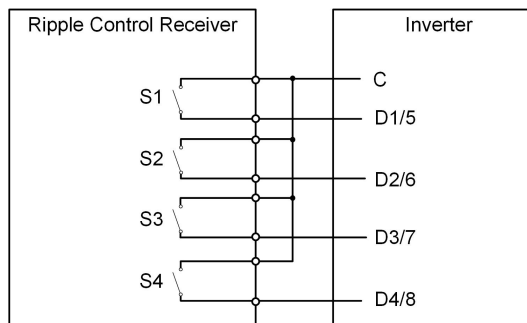 Ripple Control Receiver
Inverter
C
S1
D1/5
S2
D2/6
S3
D3/7
S4
D4/8